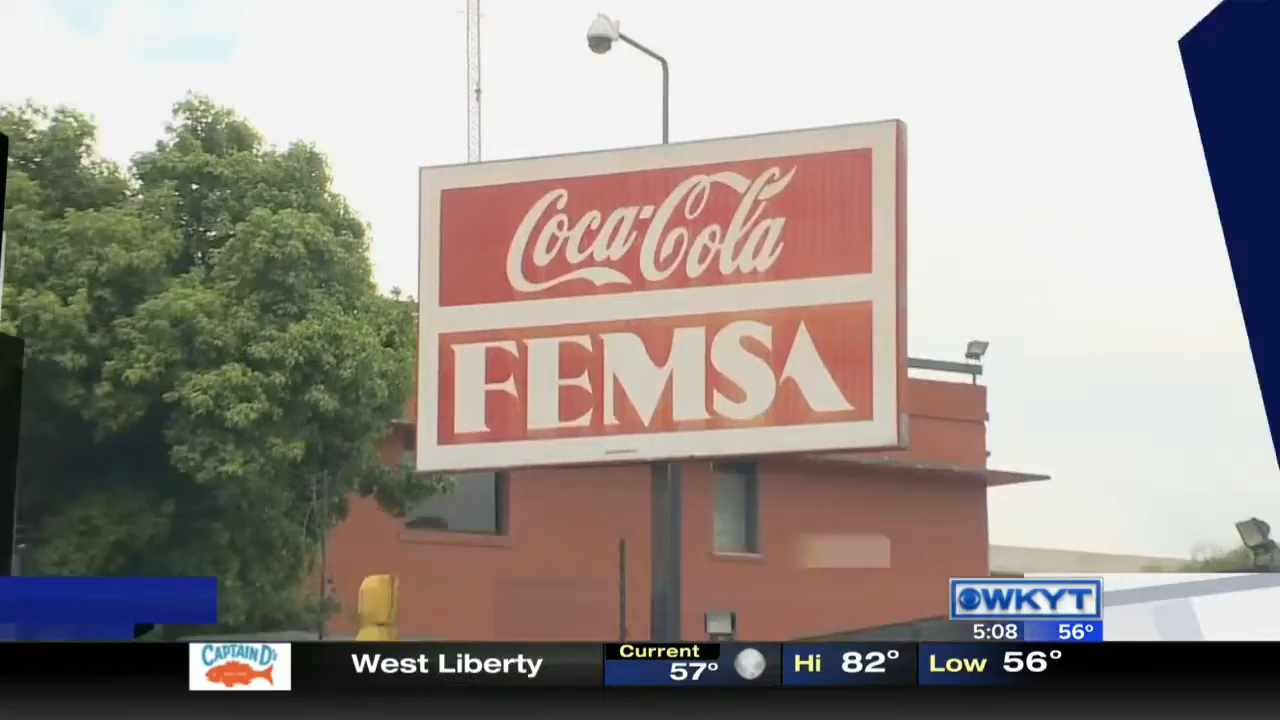 Coca-Cola
FEMSA
WKYT
5:08 56°
CAPTAIN D's
West Liberty
Current
57°
Hi 82°
Low 56°